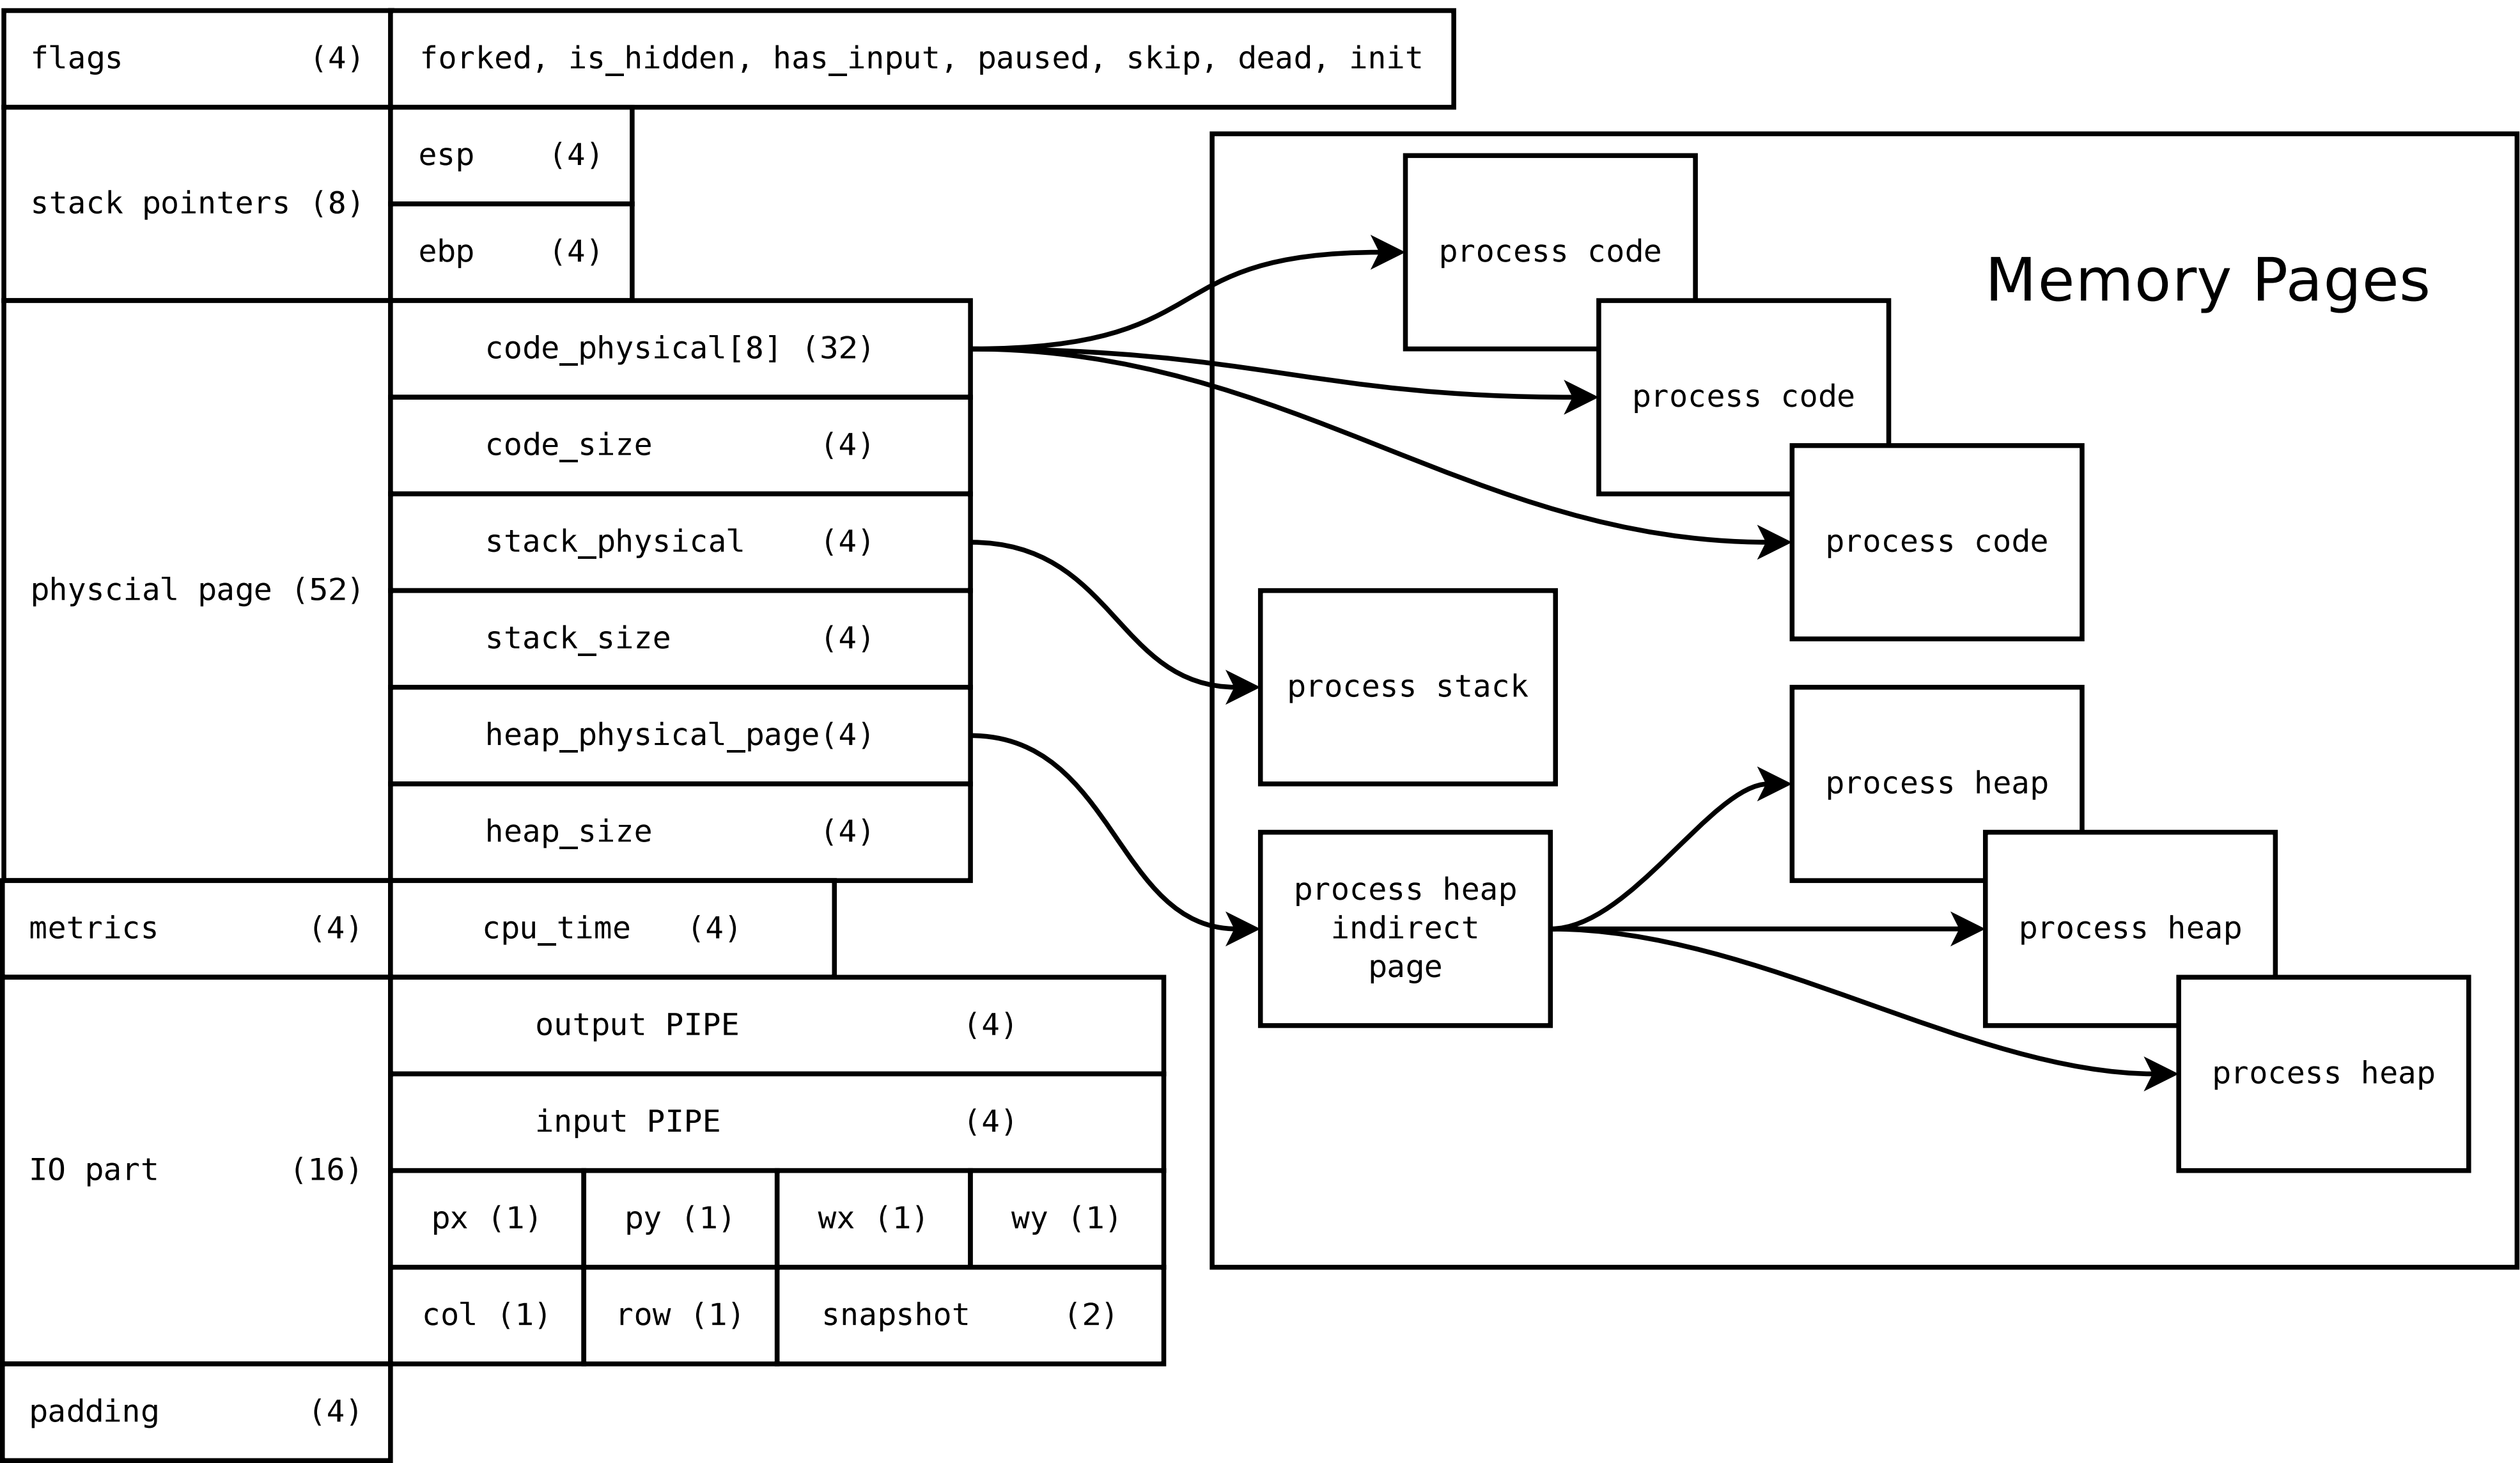 flags (4)
forked, is_hidden, has_input, paused, skip, dead, init
stack pointers (8)
esp (4)
ebp (4)
physcial page (52)
code_physical[8] (32)
code_size (4)
stack_physical (4)
stack_size (4)
heap_physical_page(4)
heap_size (4)
metrics (4)
cpu_time (4)
IO part (16)
output PIPE (4)
input PIPE (4)
px (1)
py (1)
wx (1)
wy (1)
col (1)
row (1)
snapshot (2)
padding (4)
Memory Pages
process code
process code
process code
process stack
process heap
indirect
page
process heap
process heap
process heap